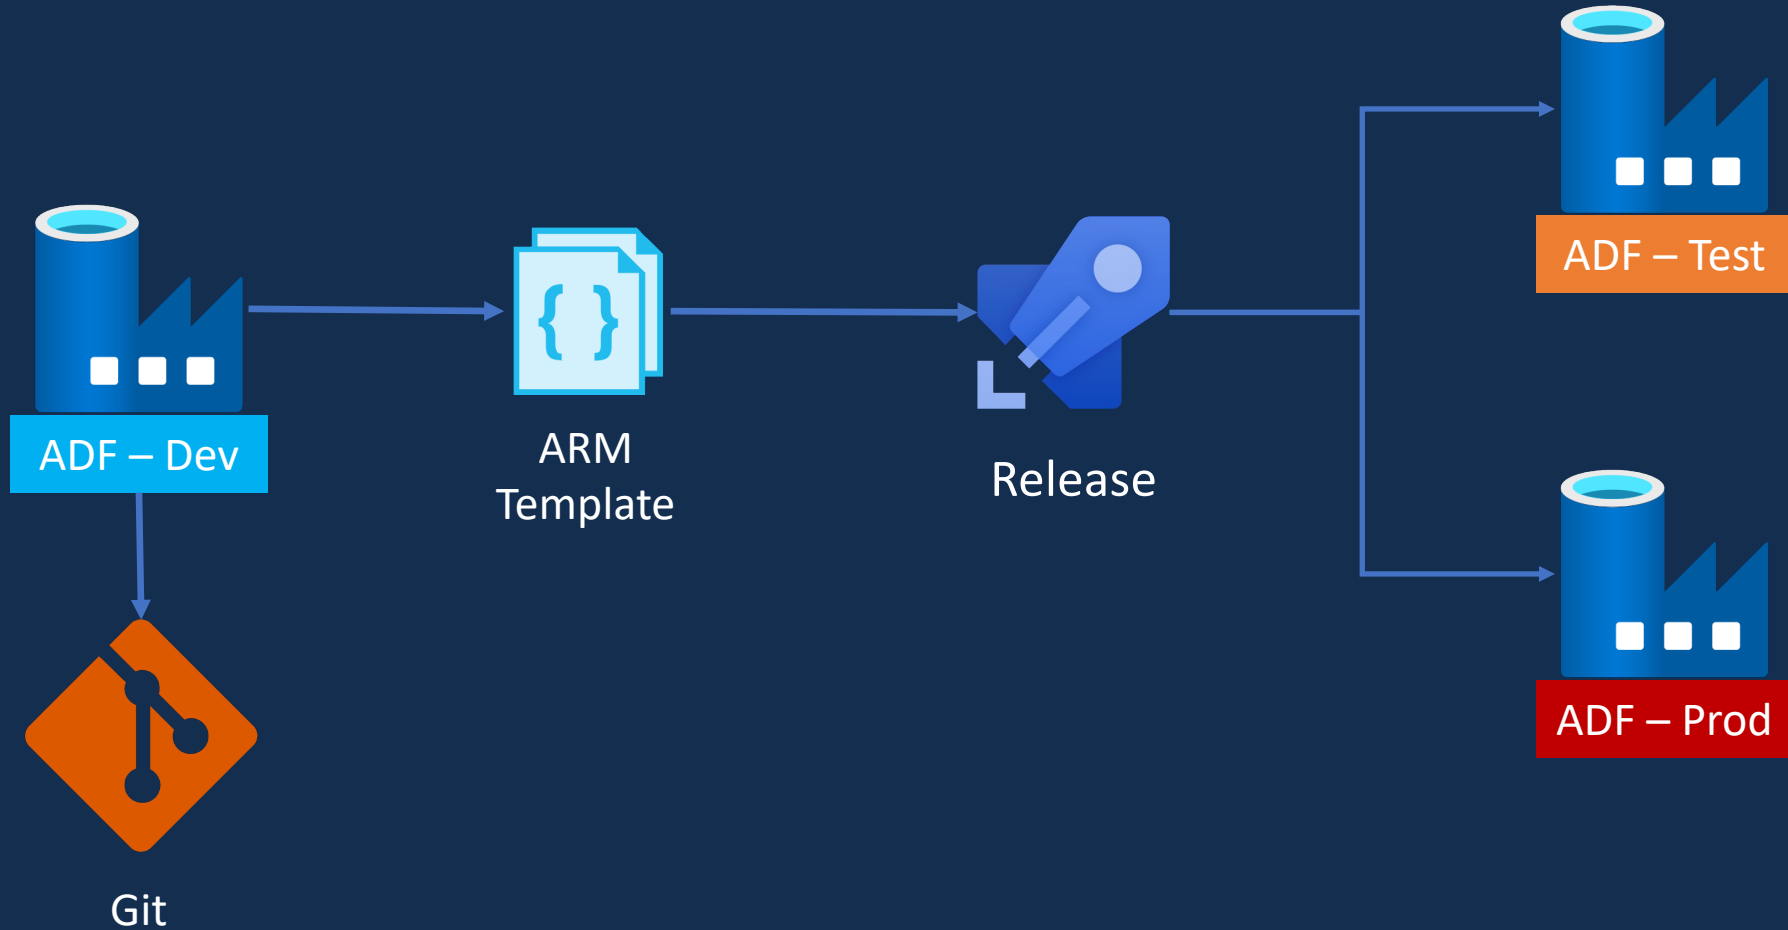 ADF – Dev
Git
ARM
Template
{ }
Release
ADF – Test
ADF – Prod